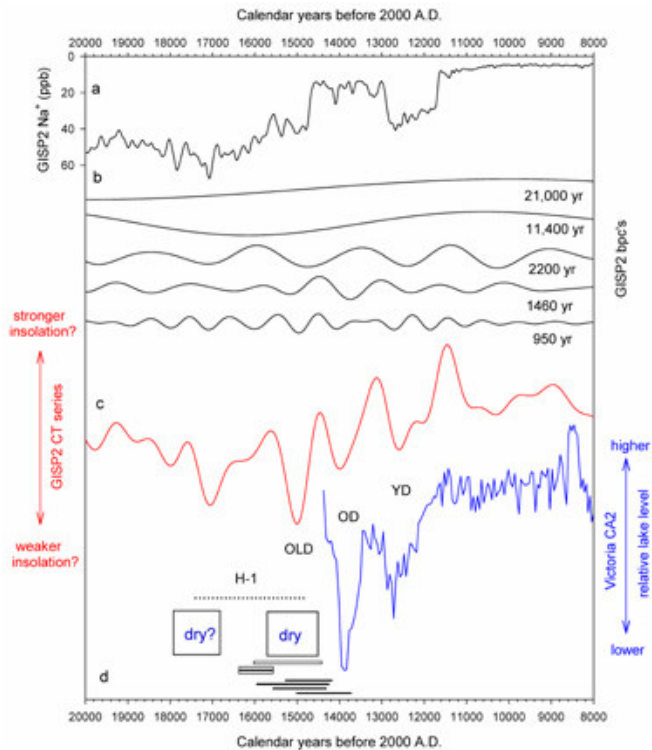 Calendar years before 2000 A.D.
20000 19000 18000 17000 16000 15000 14000 13000 12000 11000 10000 9000 8000
0
20
40
60
GISP2 Na⁺ (ppb)
a
b
21,000 yr
11,400 yr
2200 yr
1460 yr
950 yr
GISP2 bpc's
stronger
insolation?
GISP2 CT series
weaker
insolation?
c
OLD
OD
YD
higher
Victoria CA2
relative lake level
lower
H-1
dry?
dry
d
20000 19000 18000 17000 16000 15000 14000 13000 12000 11000 10000 9000 8000
Calendar years before 2000 A.D.